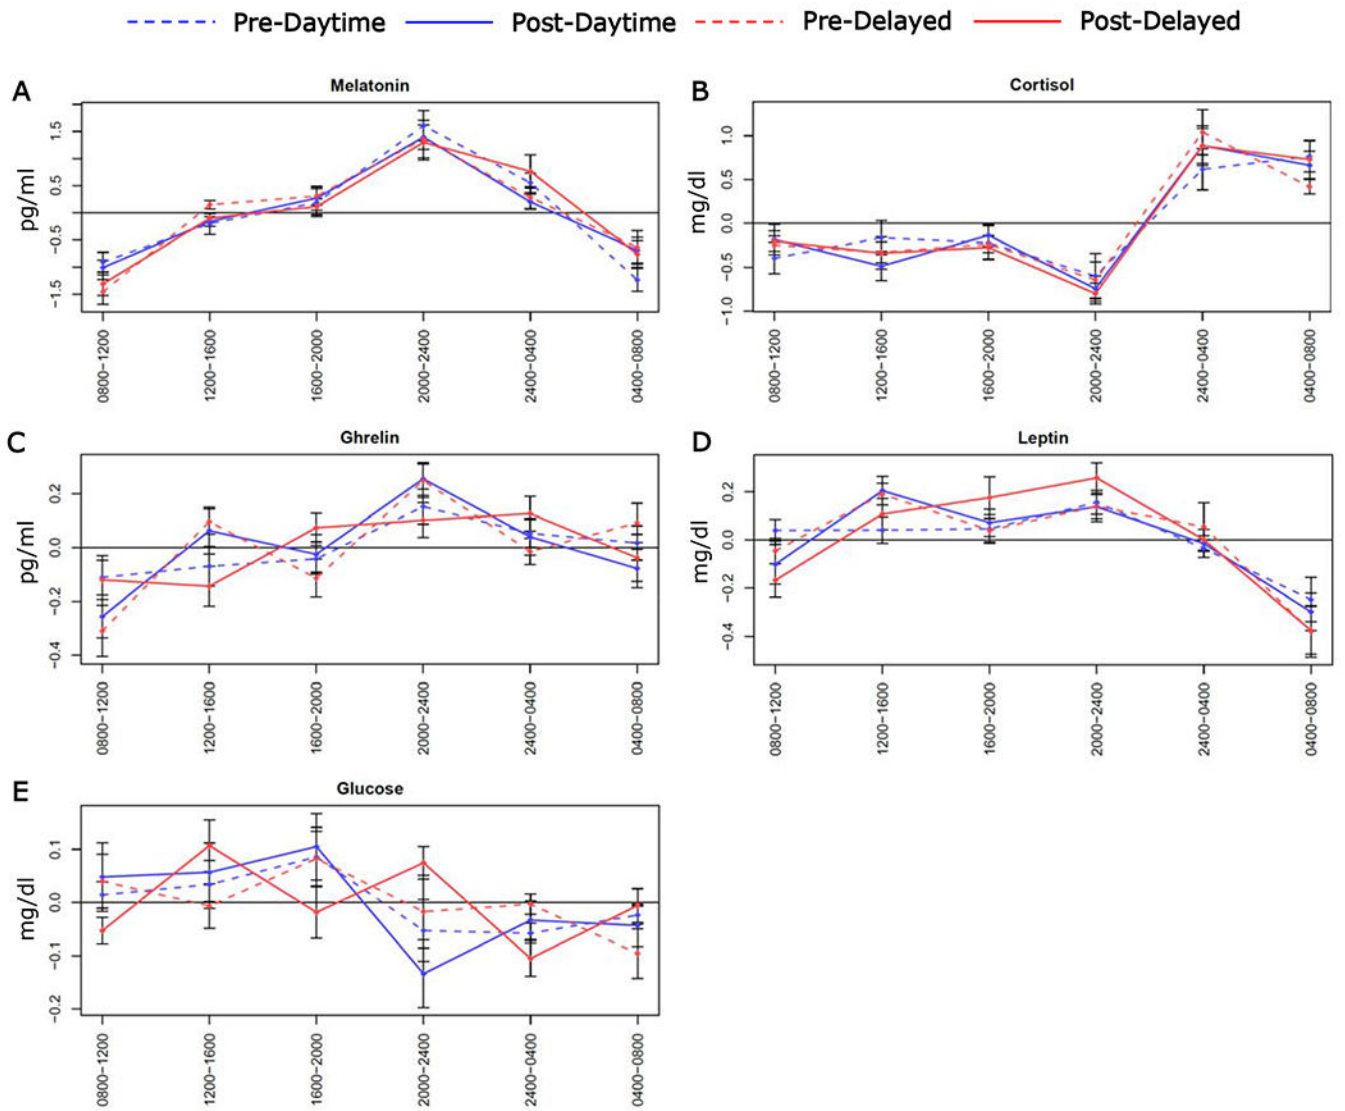 Pre-Daytime Post-Daytime Pre-Delayed Post-Delayed
A
Melatonin
pg/ml
1.5
0.5
−0.5
−1.5
0800−1200 1200−1600 1600−2000 2000−2400 2400−0400 0400−0800
B
Cortisol
mg/dl
1.0
0.5
0.0
−0.5
−1.0
0800−1200 1200−1600 1600−2000 2000−2400 2400−0400 0400−0800
C
Ghrelin
pg/ml
0.2
0.0
−0.2
−0.4
0800−1200 1200−1600 1600−2000 2000−2400 2400−0400 0400−0800
D
Leptin
mg/dl
0.2
0.0
−0.2
−0.4
0800−1200 1200−1600 1600−2000 2000−2400 2400−0400 0400−0800
E
Glucose
mg/dl
0.1
0.0
−0.1
−0.2
0800−1200 1200−1600 1600−2000 2000−2400 2400−0400 0400−0800